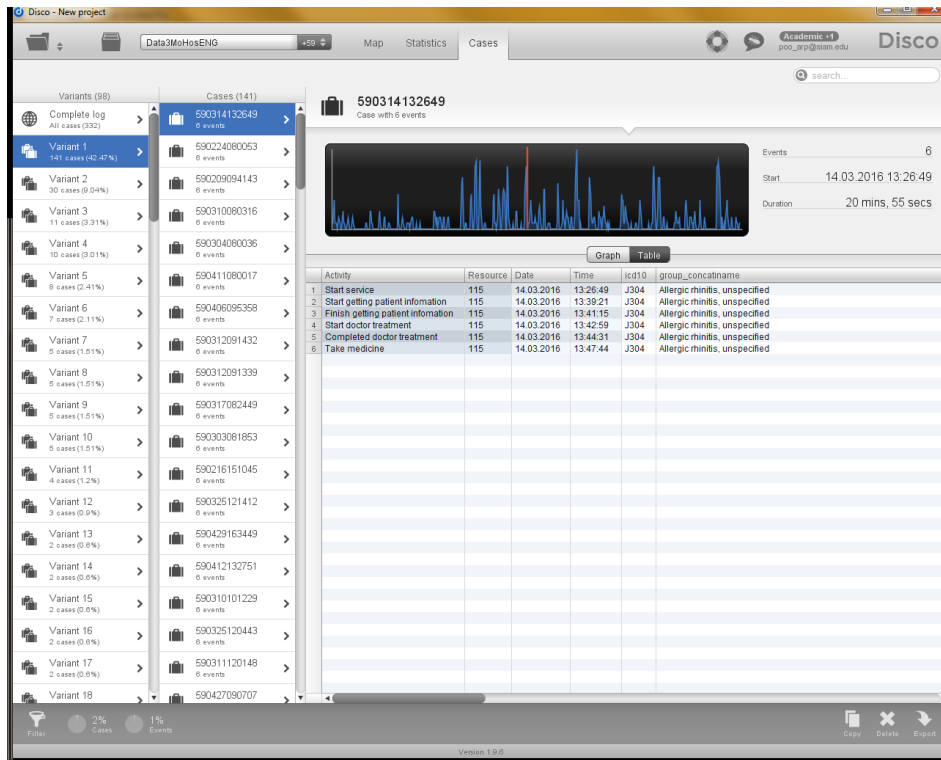 Disco - New project
Data3MoHosENG
+59
Map
Statistics
Cases
Academic +1
poo_arp@siam.edu
Disco
search...
Variants (98)
Complete log
All cases (332)
Variant 1
141 cases (42.47%)
Variant 2
30 cases (9.04%)
Variant 3
11 cases (3.31%)
Variant 4
10 cases (3.01%)
Variant 5
8 cases (2.41%)
Variant 6
7 cases (2.11%)
Variant 7
5 cases (1.51%)
Variant 8
5 cases (1.51%)
Variant 9
5 cases (1.51%)
Variant 10
5 cases (1.51%)
Variant 11
4 cases (1.2%)
Variant 12
3 cases (0.9%)
Variant 13
2 cases (0.6%)
Variant 14
2 cases (0.6%)
Variant 15
2 cases (0.6%)
Variant 16
2 cases (0.6%)
Variant 17
2 cases (0.6%)
Variant 18
Cases (141)
590314132649
6 events
590224080053
6 events
590209094143
6 events
590310080316
6 events
590304080036
6 events
590411080017
6 events
590406095358
6 events
590312091432
6 events
590312091339
6 events
590317082449
6 events
590303081853
6 events
590216151045
6 events
590325121412
6 events
590429163449
6 events
590412132751
6 events
590310101229
6 events
590325120443
6 events
590311120148
6 events
590427090707
590314132649
Case with 6 events
Events 6
Start 14.03.2016 13:26:49
Duration 20 mins, 55 secs
Graph Table
Activity Resource Date Time icd10 group_concatiname
1 Start service 115 14.03.2016 13:26:49 J304 Allergic rhinitis, unspecified
2 Start getting patient infomation 115 14.03.2016 13:39:21 J304 Allergic rhinitis, unspecified
3 Finish getting patient infomation 115 14.03.2016 13:41:15 J304 Allergic rhinitis, unspecified
4 Start doctor treatment 115 14.03.2016 13:42:59 J304 Allergic rhinitis, unspecified
5 Completed doctor treatment 115 14.03.2016 13:44:31 J304 Allergic rhinitis, unspecified
6 Take medicine 115 14.03.2016 13:47:44 J304 Allergic rhinitis, unspecified
Filter
2%
Cases
1%
Events
Copy
Delete
Export
Version 1.9.6